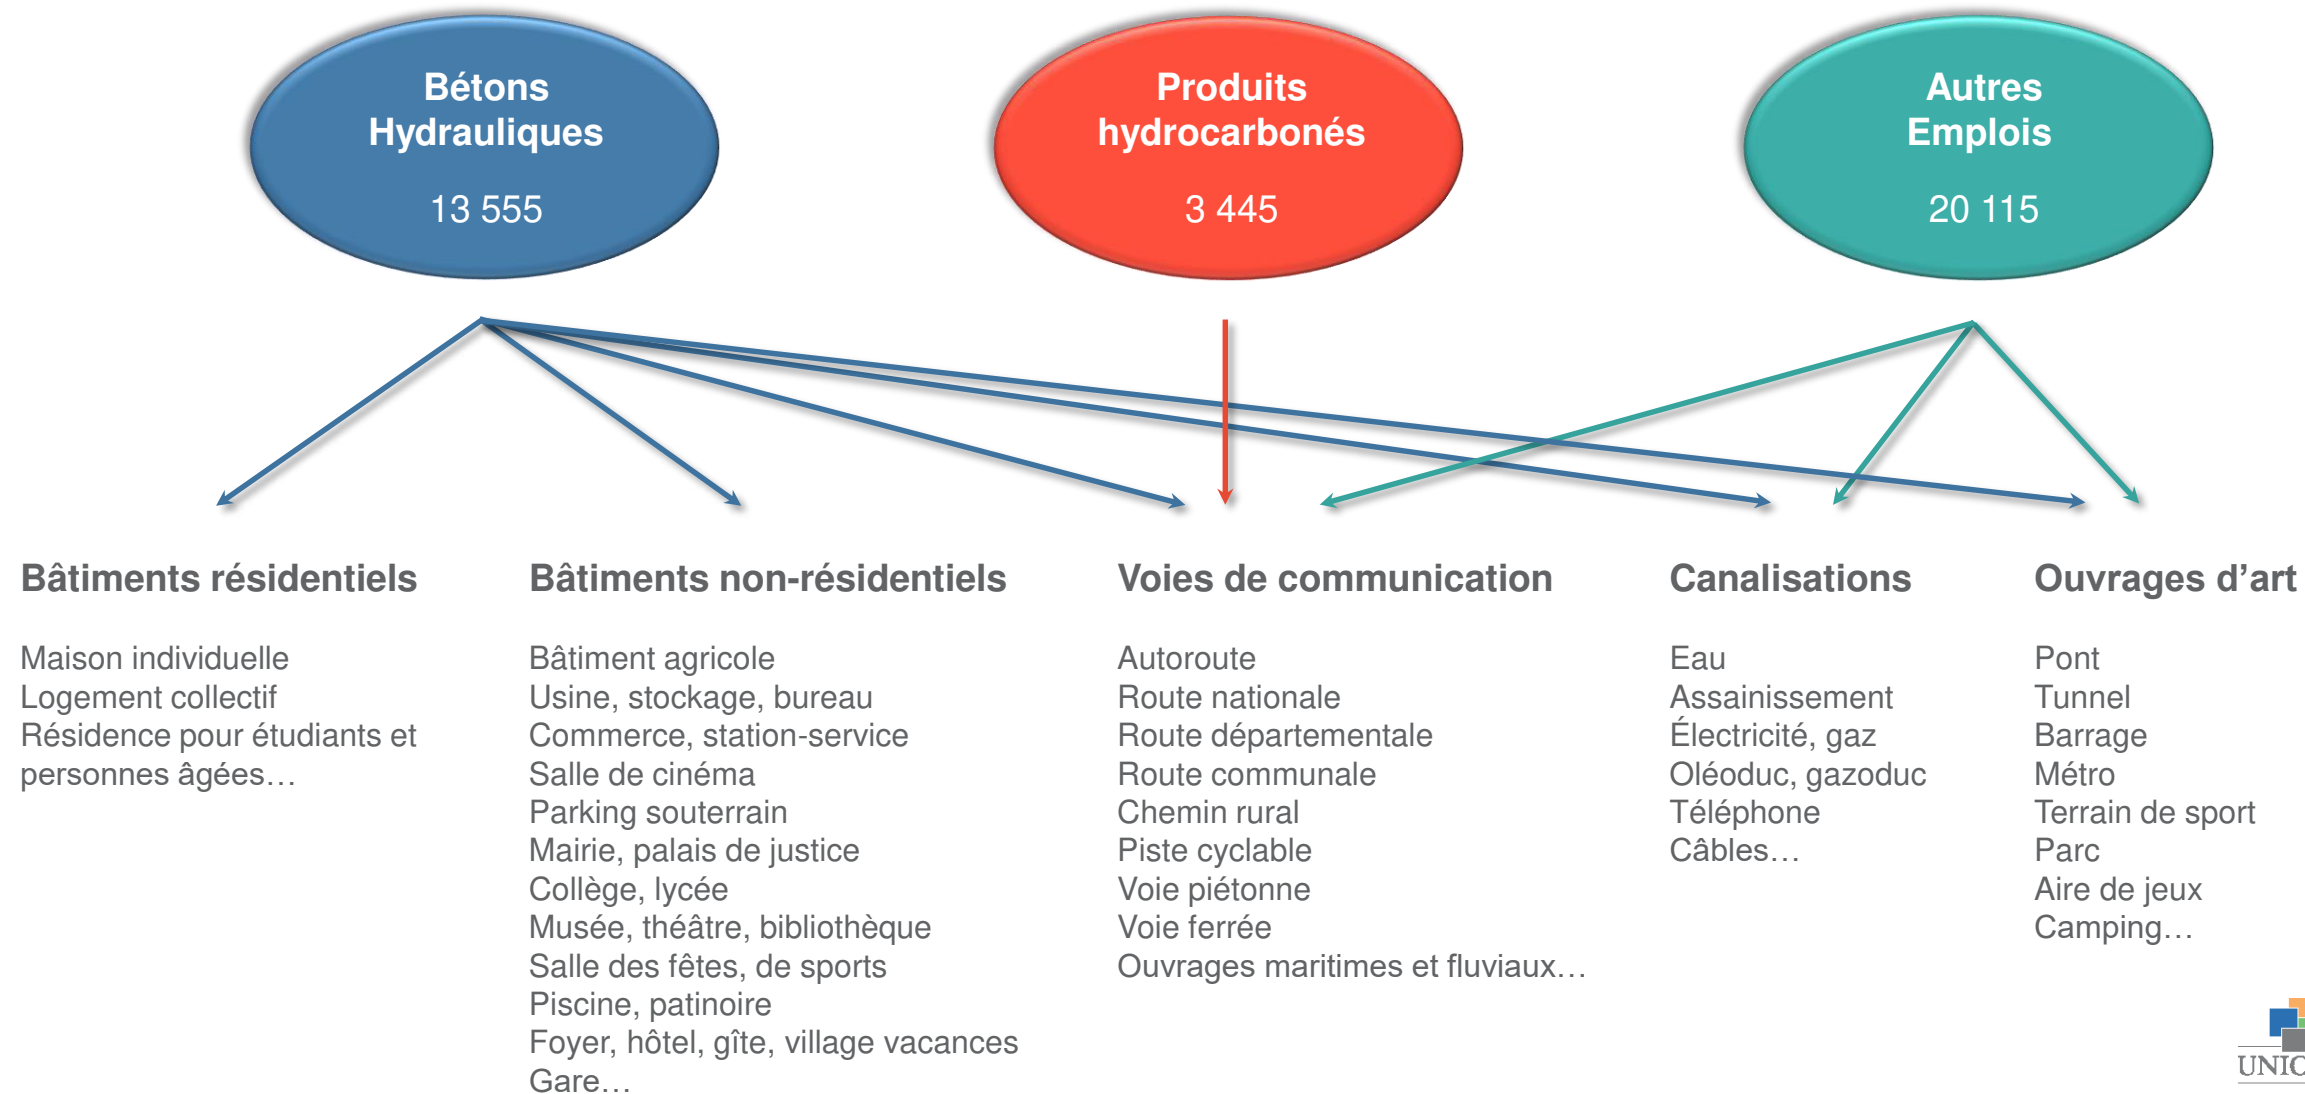 Bétons
Hydrauliques
13 555
Produits
hydrocarbonés
3 445
Autres
Emplois
20 115
Bâtiments résidentiels
Maison individuelle
Logement collectif
Résidence pour étudiants et
personnes âgées…
Bâtiments non-résidentiels
Bâtiment agricole
Usine, stockage, bureau
Commerce, station-service
Salle de cinéma
Parking souterrain
Mairie, palais de justice
Collège, lycée
Musée, théâtre, bibliothèque
Salle des fêtes, de sports
Piscine, patinoire
Foyer, hôtel, gîte, village vacances
Gare…
Voies de communication
Autoroute
Route nationale
Route départementale
Route communale
Chemin rural
Piste cyclable
Voie piétonne
Voie ferrée
Ouvrages maritimes et fluviaux…
Canalisations
Eau
Assainissement
Électricité, gaz
Oléoduc, gazoduc
Téléphone
Câbles…
Ouvrages d’art
Pont
Tunnel
Barrage
Métro
Terrain de sport
Parc
Aire de jeux
Camping…